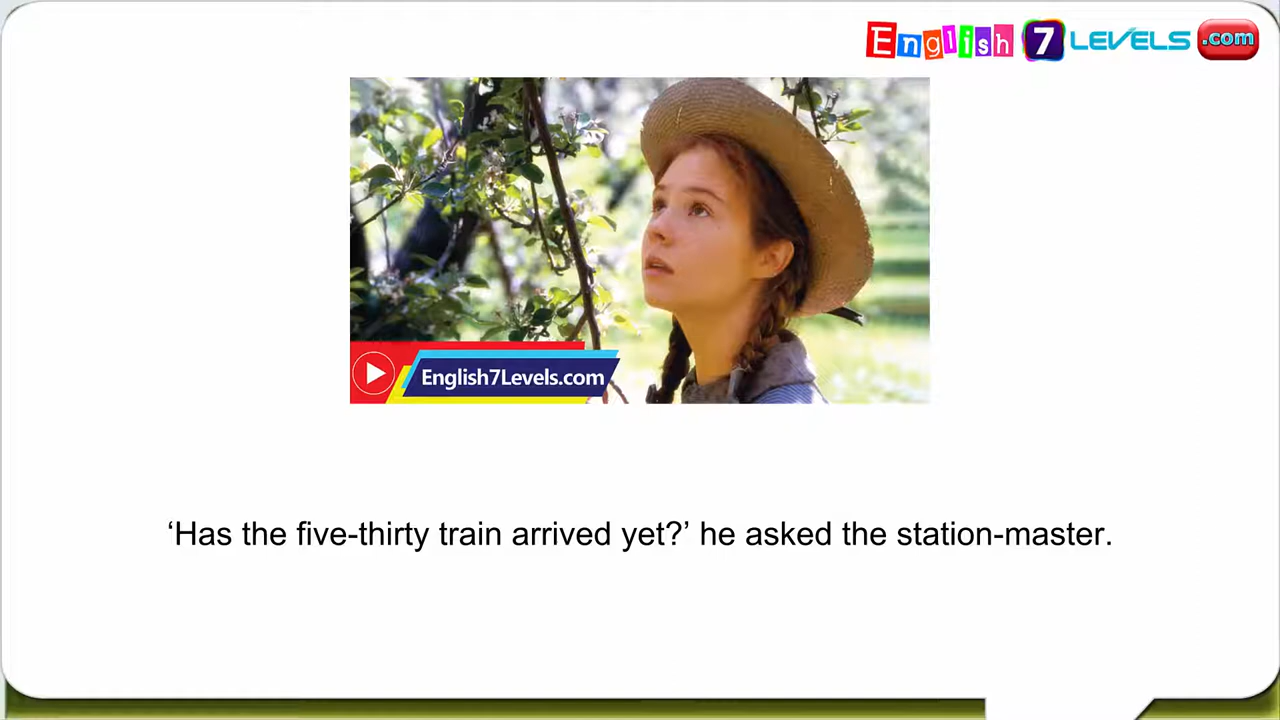 English 7 LEVELS .com
English7Levels.com
‘Has the five-thirty train arrived yet?’ he asked the station-master.